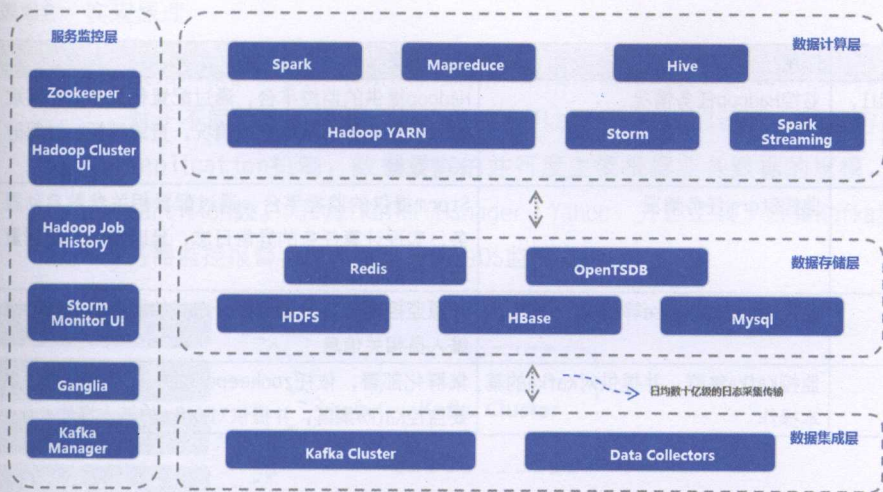 服务监控层
Zookeeper
Hadoop Cluster
UI
Hadoop Job
History
Storm
Monitor UI
Ganglia
Kafka
Manager
数据计算层
Spark
Mapreduce
Hive
Hadoop YARN
Storm
Spark
Streaming
数据存储层
Redis
OpenTSDB
HDFS
HBase
Mysql
日均数十亿级的日志采集传输
数据集成层
Kafka Cluster
Data Collectors